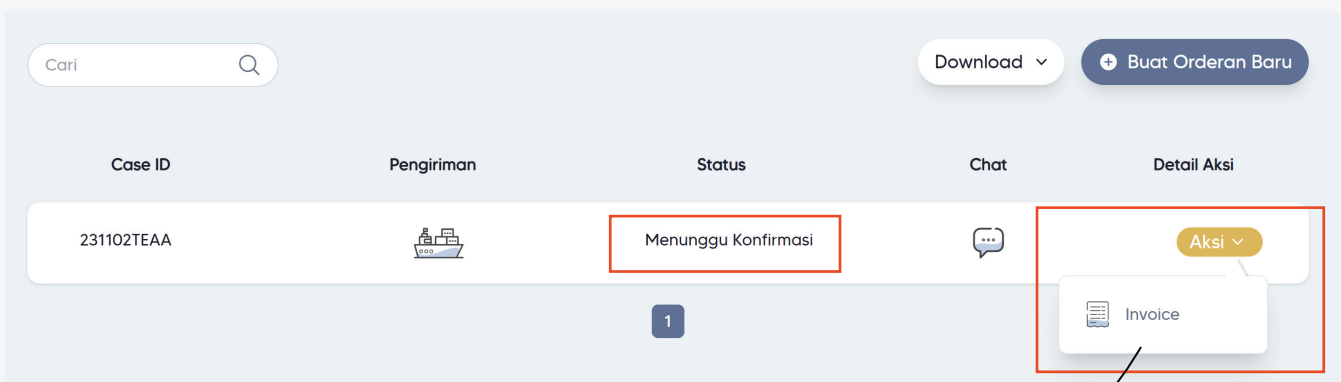 Cari
Download
Buat Orderan Baru
Case ID Pengiriman Status Chat Detail Aksi
231102TEAA Menunggu Konfirmasi Aksi
Invoice
1